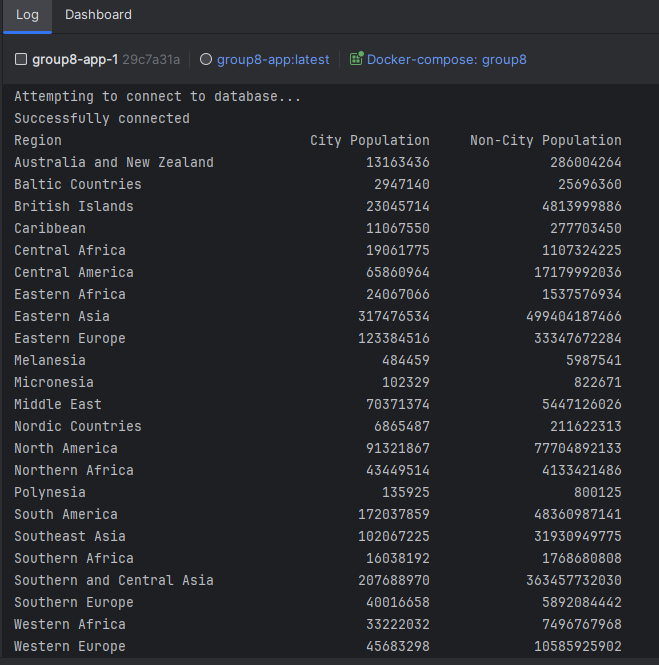 Log Dashboard
group8-app-1 29c7a31a group8-app:latest Docker-compose: group8
Attempting to connect to database...
Successfully connected
Region City Population Non-City Population
Australia and New Zealand 13163436 286004264
Baltic Countries 2947140 25696360
British Islands 23045714 4813999886
Caribbean 11067550 277703450
Central Africa 19061775 1107324225
Central America 65860964 17179992036
Eastern Africa 24067066 1537576934
Eastern Asia 317476534 499404187466
Eastern Europe 123384516 33347672284
Melanesia 484459 5987541
Micronesia 102329 822671
Middle East 70371374 5447126026
Nordic Countries 6865487 211622313
North America 91321867 77704892133
Northern Africa 43449514 4133421486
Polynesia 135925 800125
South America 172037859 48360987141
Southeast Asia 102067225 31930949775
Southern Africa 16038192 1768680808
Southern and Central Asia 207688970 363457732030
Southern Europe 40016658 5892084442
Western Africa 33222032 7496767968
Western Europe 45683298 10585925902